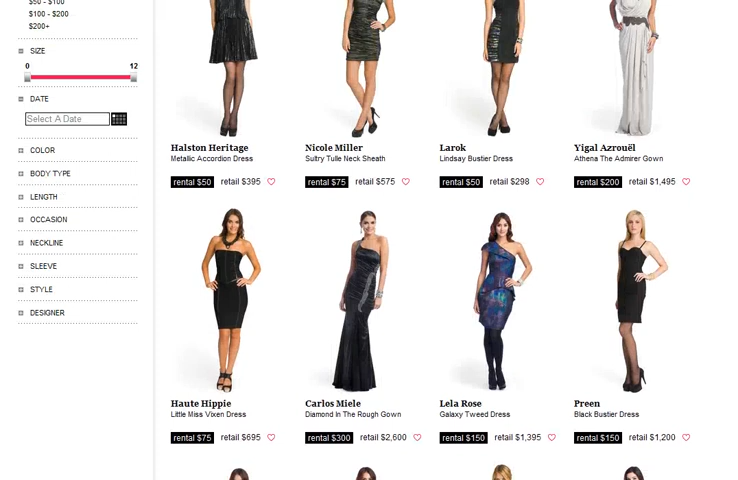 $50 - $100
$100 - $200
$200+
SIZE
0 12
DATE
Select A Date
COLOR
BODY TYPE
LENGTH
OCCASION
NECKLINE
SLEEVE
STYLE
DESIGNER
Halston Heritage
Metallic Accordion Dress
rental $50 retail $395
Nicole Miller
Sultry Tulle Neck Sheath
rental $75 retail $575
Larok
Lindsay Bustier Dress
rental $50 retail $298
Yigal Azrouël
Athena The Admirer Gown
rental $200 retail $1,495
Haute Hippie
Little Miss Vixen Dress
rental $75 retail $695
Carlos Miele
Diamond In The Rough Gown
rental $300 retail $2,600
Lela Rose
Galaxy Tweed Dress
rental $150 retail $1,395
Preen
Black Bustier Dress
rental $150 retail $1,200